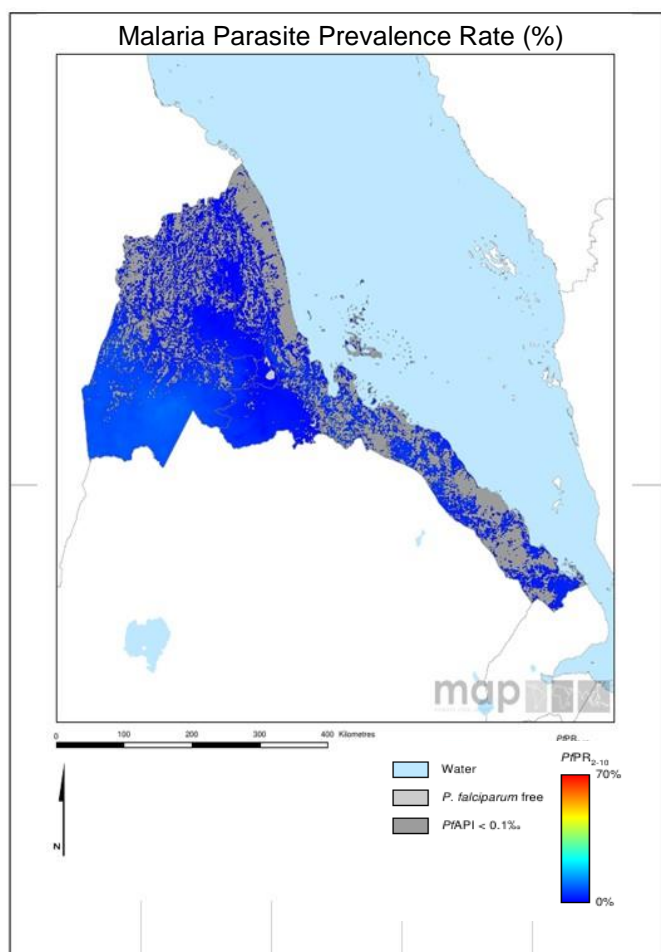 Malaria Parasite Prevalence Rate (%)
map
0 100 200 300 400 Kilometres
N
Water
P. falciparum free
PfAPI < 0.1‰
PfPR2-10
70%
0%